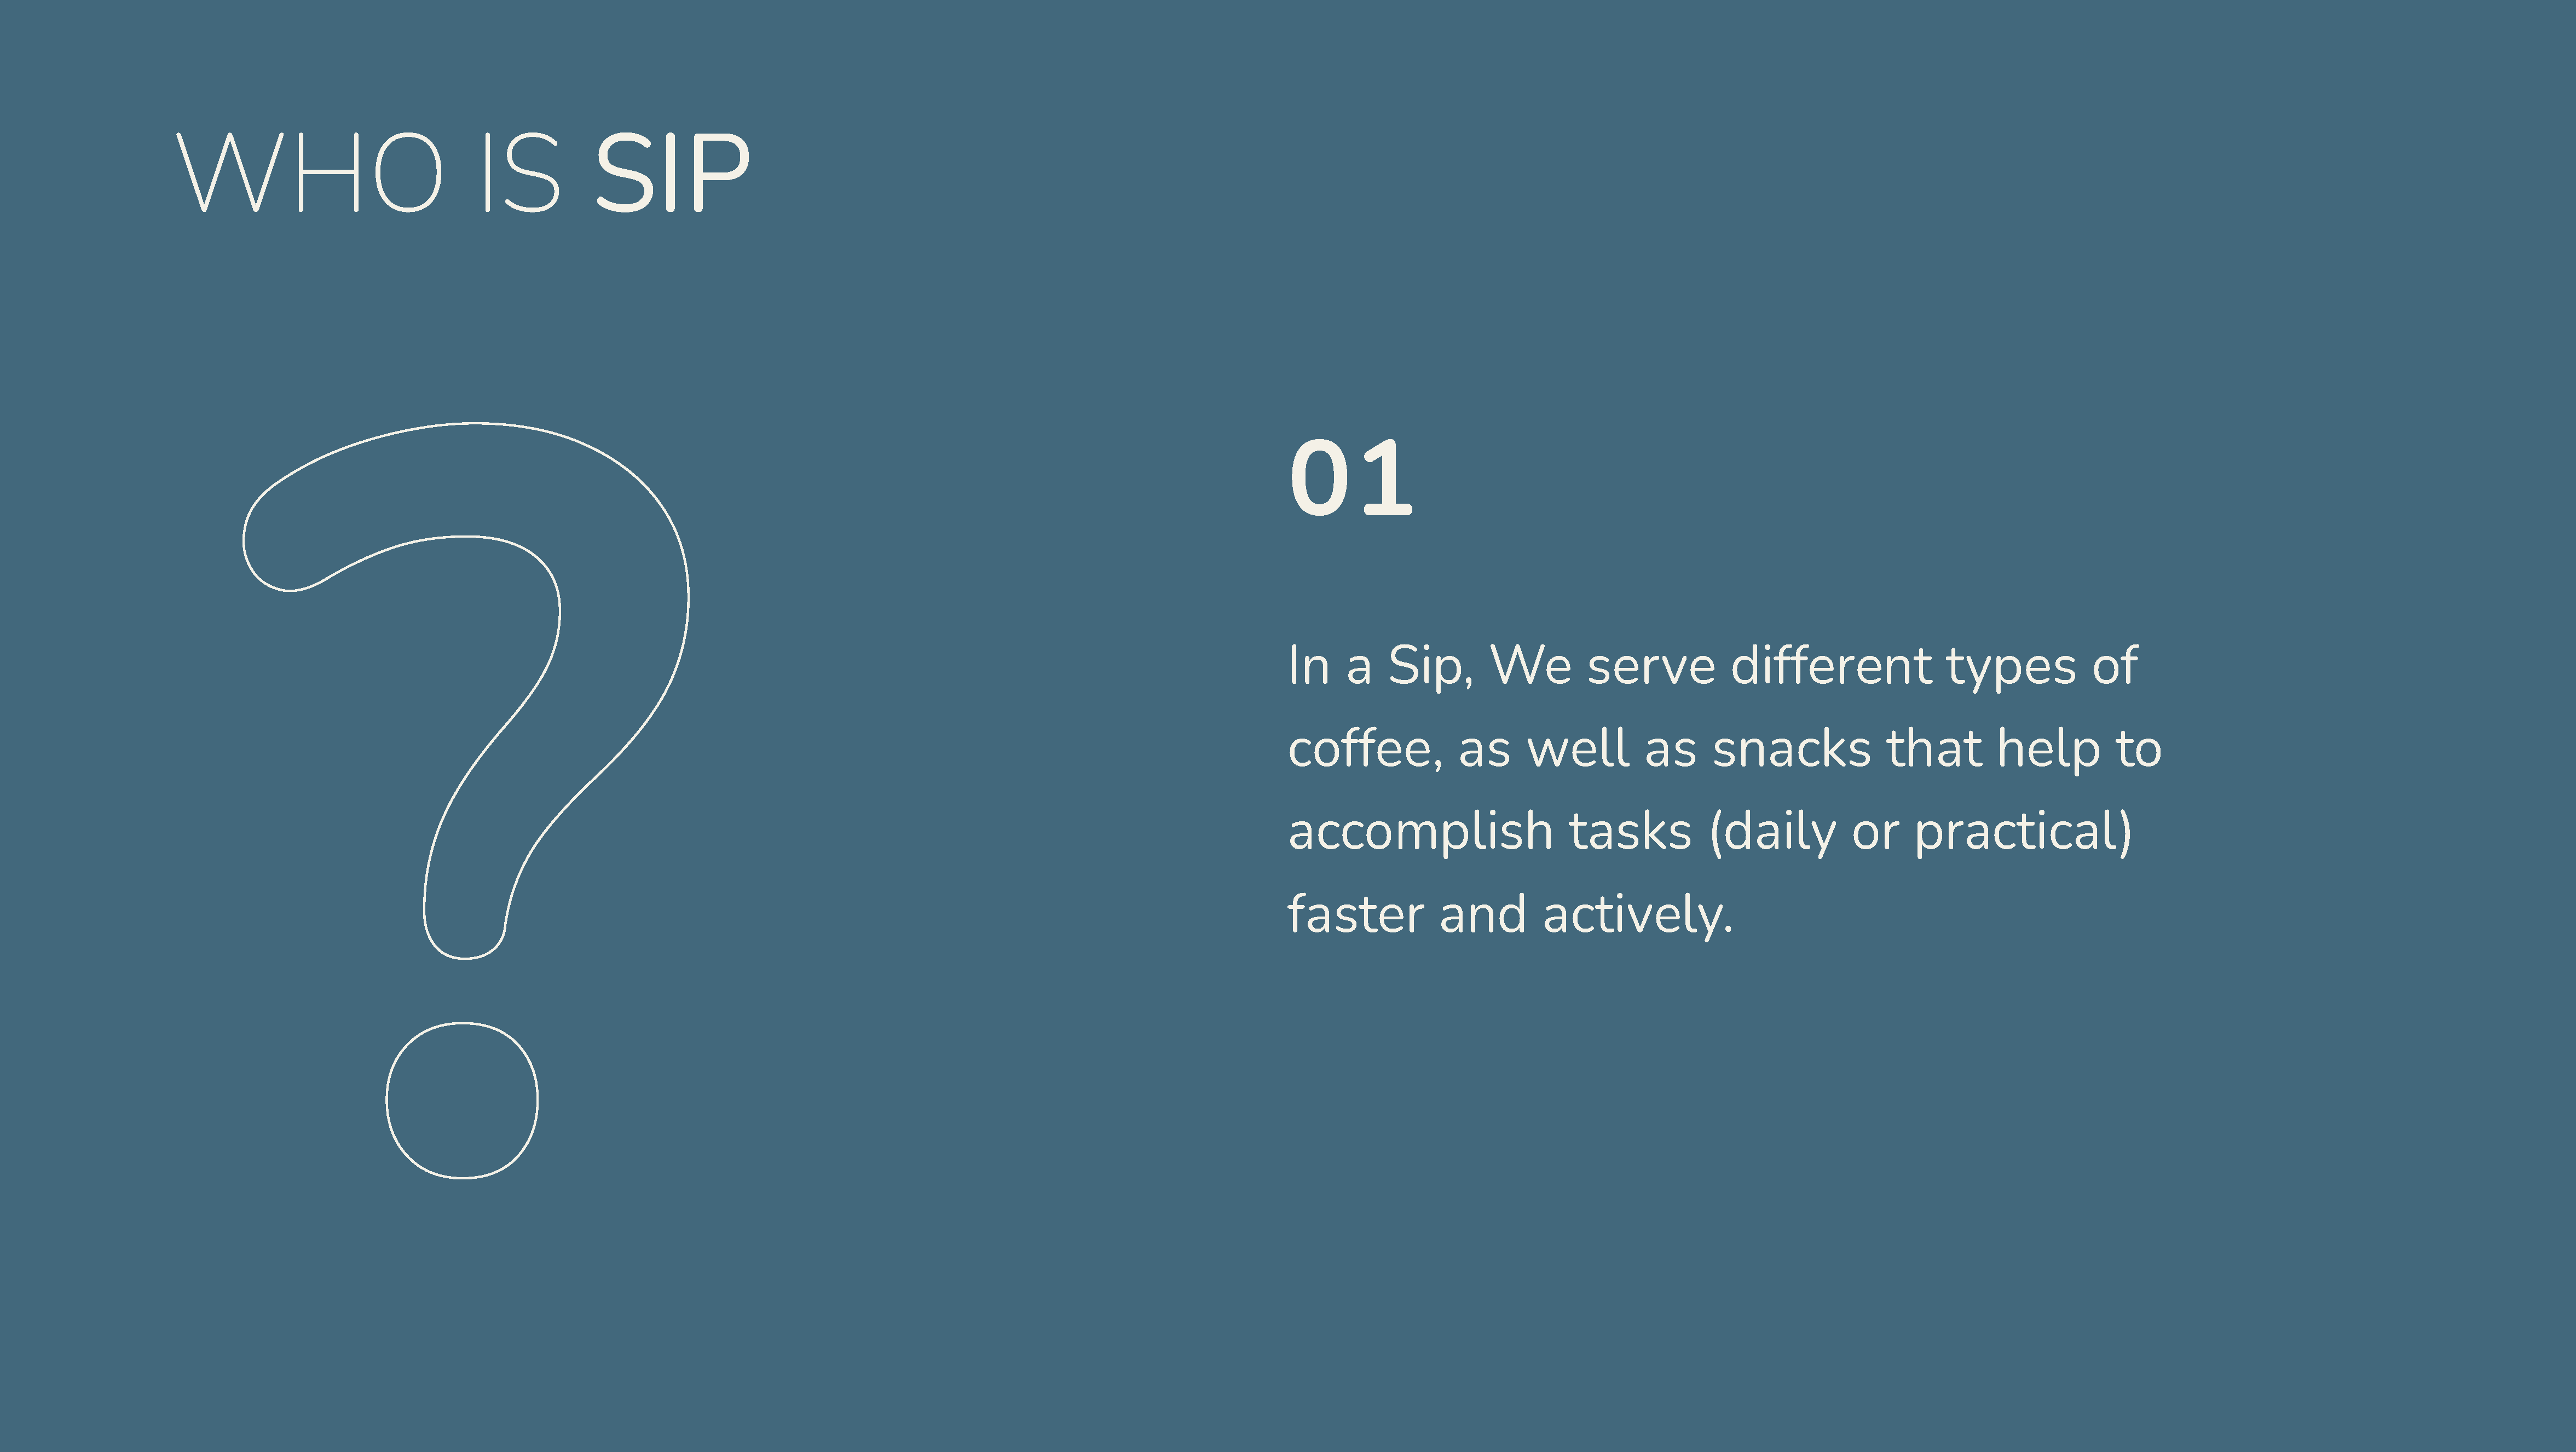 WHO IS SIP
?
01
In a Sip, We serve different types of
coffee, as well as snacks that help to
accomplish tasks (daily or practical)
faster and actively.